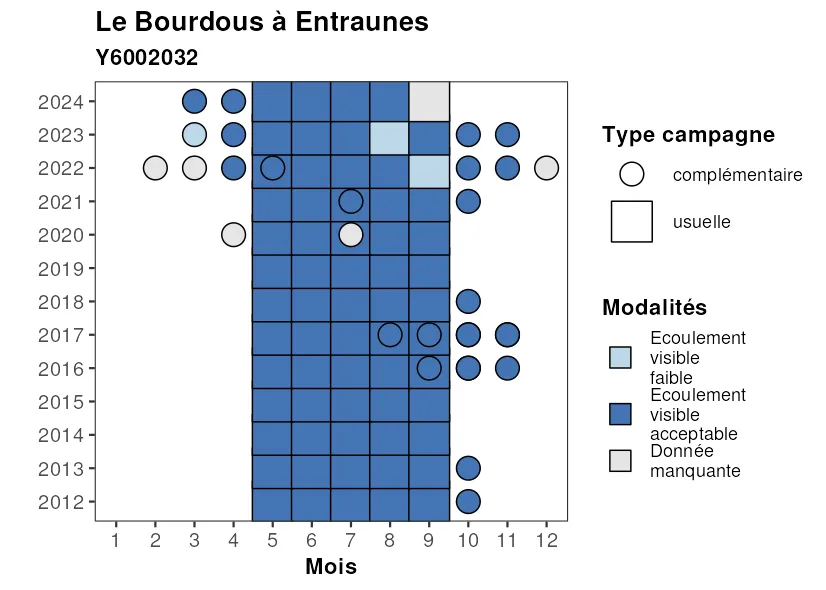 Le Bourdous à Entraunes
Y6002032
2024
2023
2022
2021
2020
2019
2018
2017
2016
2015
2014
2013
2012
1 2 3 4 5 6 7 8 9 10 11 12
Mois
Type campagne
complémentaire
usuelle
Modalités
Ecoulement
visible
faible
Ecoulement
visible
acceptable
Donnée
manquante